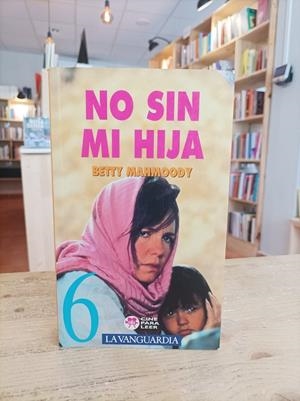 NO SIN
MI HIJA
BETTY MAHMOODY
6
CINE
PARA
LEER
LA VANGUARDIA